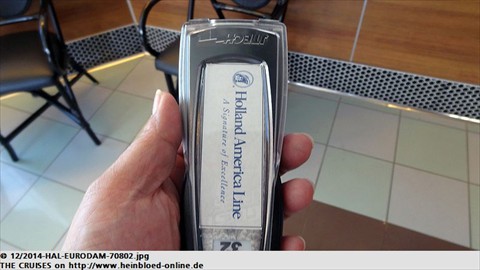 JTECH
Holland America Line
A Signature of Excellence
© 12/2014-HAL-EURODAM-70802.jpg
THE CRUISES on http://www.heinbloed-online.de